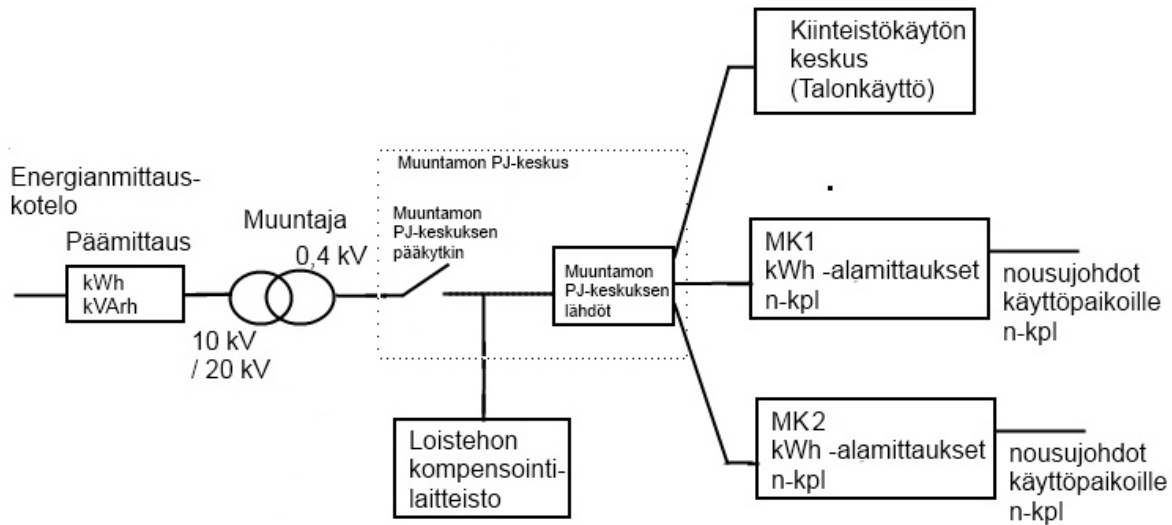 Kiinteistökäytön
keskus
(Talonkäyttö)
Muuntamon PJ-keskus
Energianmittaus-
kotelo
Päämittaus
kWh
kVArh
Muuntaja
0,4 kV
10 kV
/ 20 kV
Muuntamon
PJ-keskuksen
pääkytkin
Muuntamon
PJ-keskuksen
lähdöt
MK1
kWh -alamittaukset
n-kpl
nousujohdot
käyttöpaikoille
n-kpl
Loistehon
kompensointi-
laitteisto
MK2
kWh -alamittaukset
n-kpl
nousujohdot
käyttöpaikoille
n-kpl